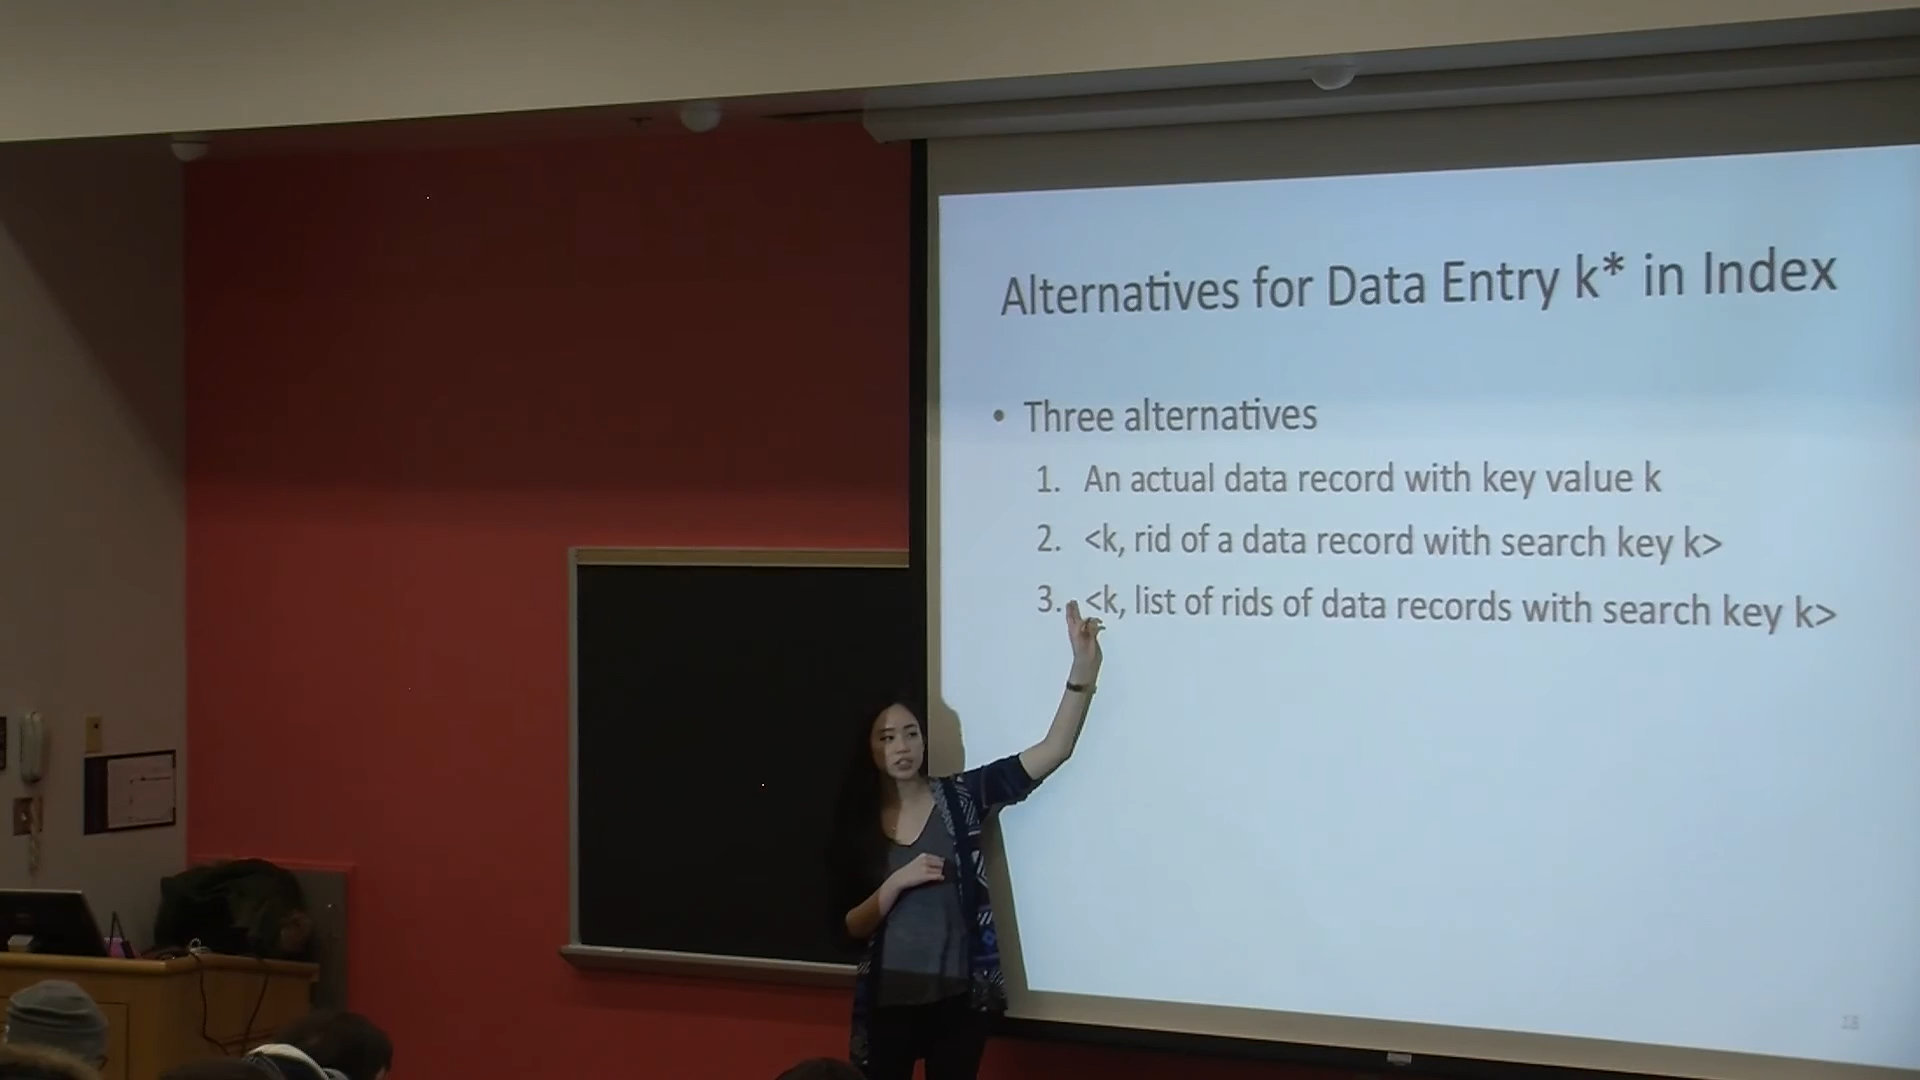 Alternatives for Data Entry k* in Index
• Three alternatives
1. An actual data record with key value k
2. <k, rid of a data record with search key k>
3. <k, list of rids of data records with search key k>
18